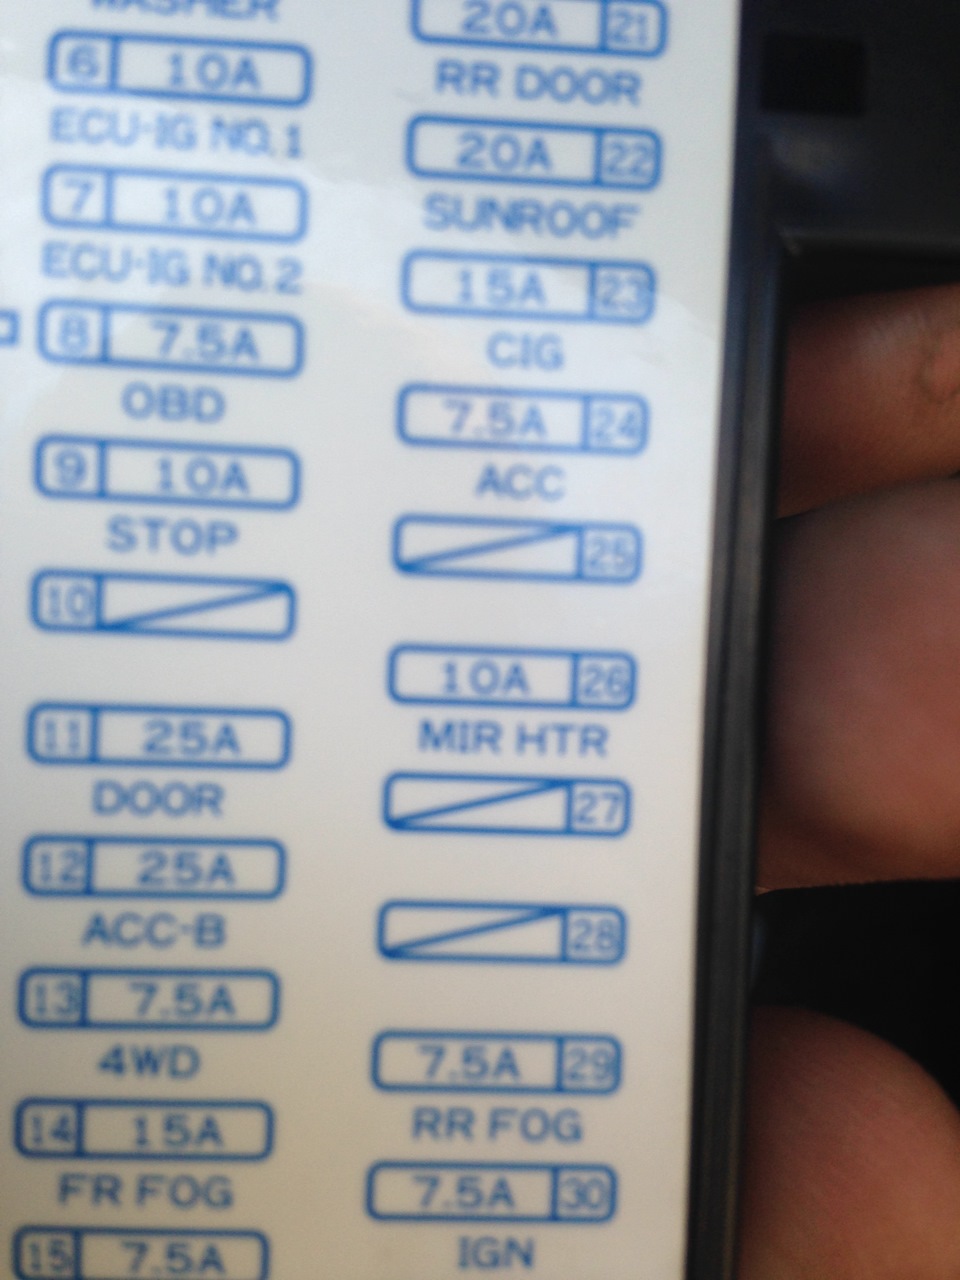 WASHER
6 10A
ECU-IG NO.1
7 10A
ECU-IG NO.2
8 7.5A
OBD
9 10A
STOP
10
11 25A
DOOR
12 25A
ACC-B
13 7.5A
4WD
14 15A
FR FOG
15 7.5A
20A 21
RR DOOR
20A 22
SUNROOF
15A 23
CIG
7.5A 24
ACC
25
10A 26
MIR HTR
27
28
7.5A 29
RR FOG
7.5A 30
IGN